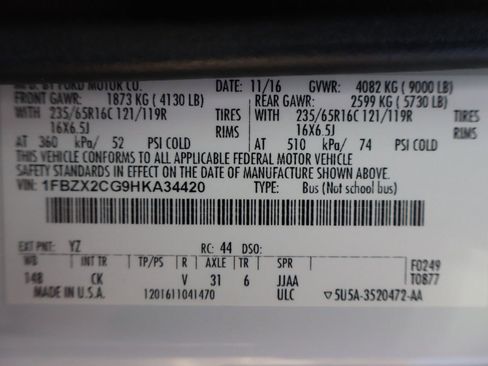 MFD. BY FORD MOTOR CO. DATE: 11/16 GVWR: 4082 KG ( 9000 LB)
FRONT GAWR: 1873 KG ( 4130 LB) REAR GAWR: 2599 KG ( 5730 LB)
WITH 235/65R16C 121/119R TIRES WITH 235/65R16C 121/119R TIRES
16X6.5J RIMS 16X6.5J RIMS
AT 360 kPa/ 52 PSI COLD AT 510 kPa/ 74 PSI COLD
THIS VEHICLE CONFORMS TO ALL APPLICABLE FEDERAL MOTOR VEHICLE
SAFETY STANDARDS IN EFFECT ON THE DATE OF MANUFACTURE SHOWN ABOVE.
VIN: 1FBZX2CG9HKA34420 TYPE: Bus (Not school bus)
EXT PNT: YZ RC: 44 DSO:
WB INT TR TP/PS R AXLE TR SPR F0249
148 CK V 31 6 JJAA T0877
MADE IN U.S.A. 1201611041470 ULC ▽5U5A-3520472-AA